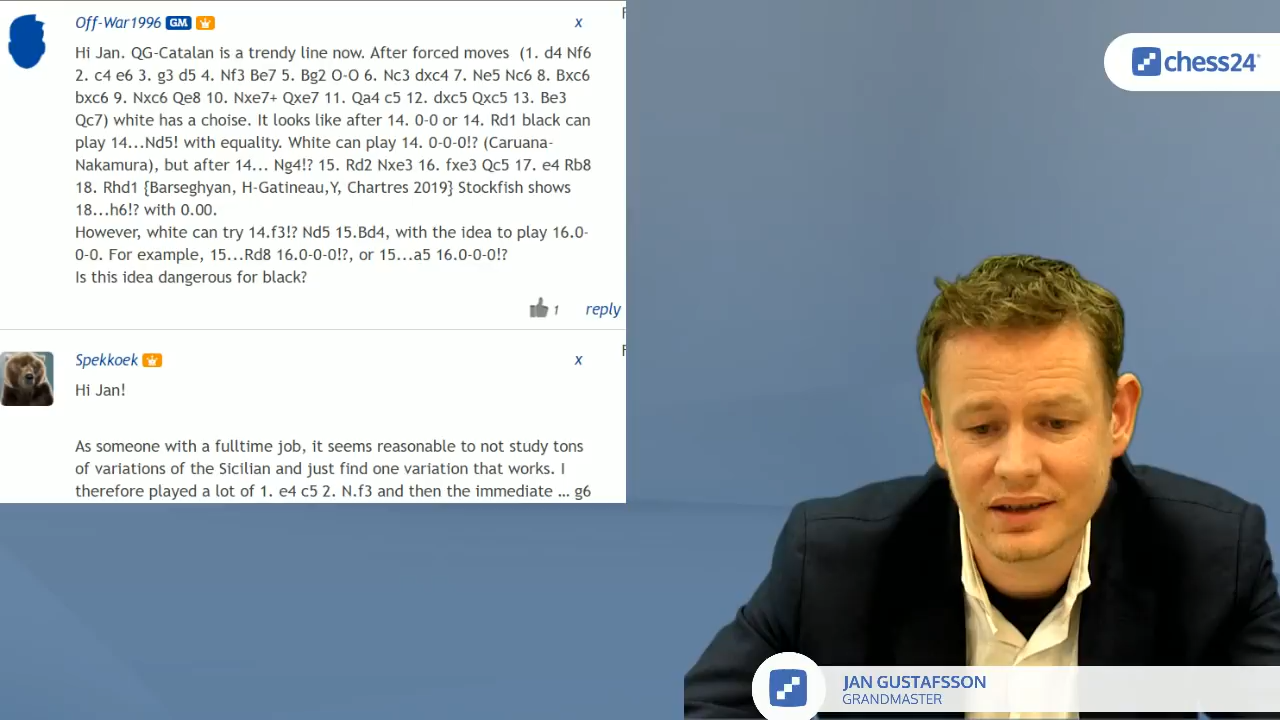 Off-War1996 GM
x
Hi Jan. QG-Catalan is a trendy line now. After forced moves (1. d4 Nf6
2. c4 e6 3. g3 d5 4. Nf3 Be7 5. Bg2 O-O 6. Nc3 dxc4 7. Ne5 Nc6 8. Bxc6
bxc6 9. Nxc6 Qe8 10. Nxe7+ Qxe7 11. Qa4 c5 12. dxc5 Qxc5 13. Be3
Qc7) white has a choise. It looks like after 14. 0-0 or 14. Rd1 black can
play 14...Nd5! with equality. White can play 14. 0-0-0!? (Caruana-
Nakamura), but after 14... Ng4!? 15. Rd2 Nxe3 16. fxe3 Qc5 17. e4 Rb8
18. Rhd1 {Barseghyan, H-Gatineau,Y, Chartres 2019} Stockfish shows
18...h6!? with 0.00.
However, white can try 14.f3!? Nd5 15.Bd4, with the idea to play 16.0-
0-0. For example, 15...Rd8 16.0-0-0!?, or 15...a5 16.0-0-0!?
Is this idea dangerous for black?
1 reply
Spekkoek
x
Hi Jan!
As someone with a fulltime job, it seems reasonable to not study tons
of variations of the Sicilian and just find one variation that works. I
therefore played a lot of 1. e4 c5 2. N.f3 and then the immediate ... g6
chess24
JAN GUSTAFSSON
GRANDMASTER